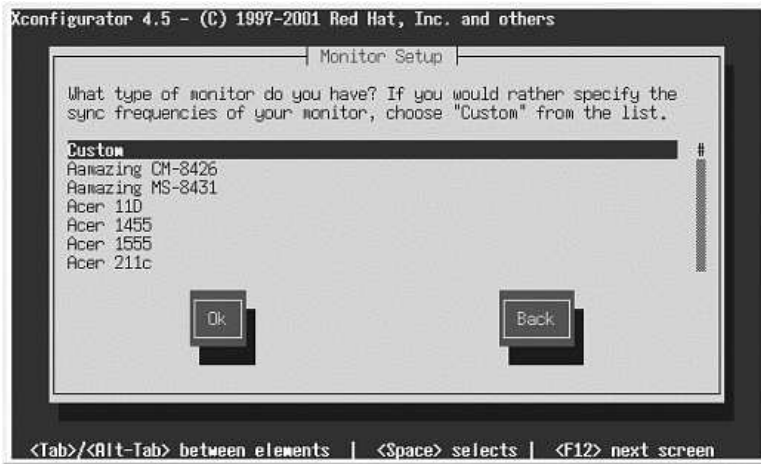 Xconfigurator 4.5 - (C) 1997-2001 Red Hat, Inc. and others
Monitor Setup
What type of monitor do you have? If you would rather specify the
sync frequencies of your monitor, choose "Custom" from the list.
Custom #
Aamazing CM-8426
Aamazing MS-8431
Acer 11D
Acer 1455
Acer 1555
Acer 211c
Ok Back
<Tab>/<Alt-Tab> between elements | <Space> selects | <F12> next screen